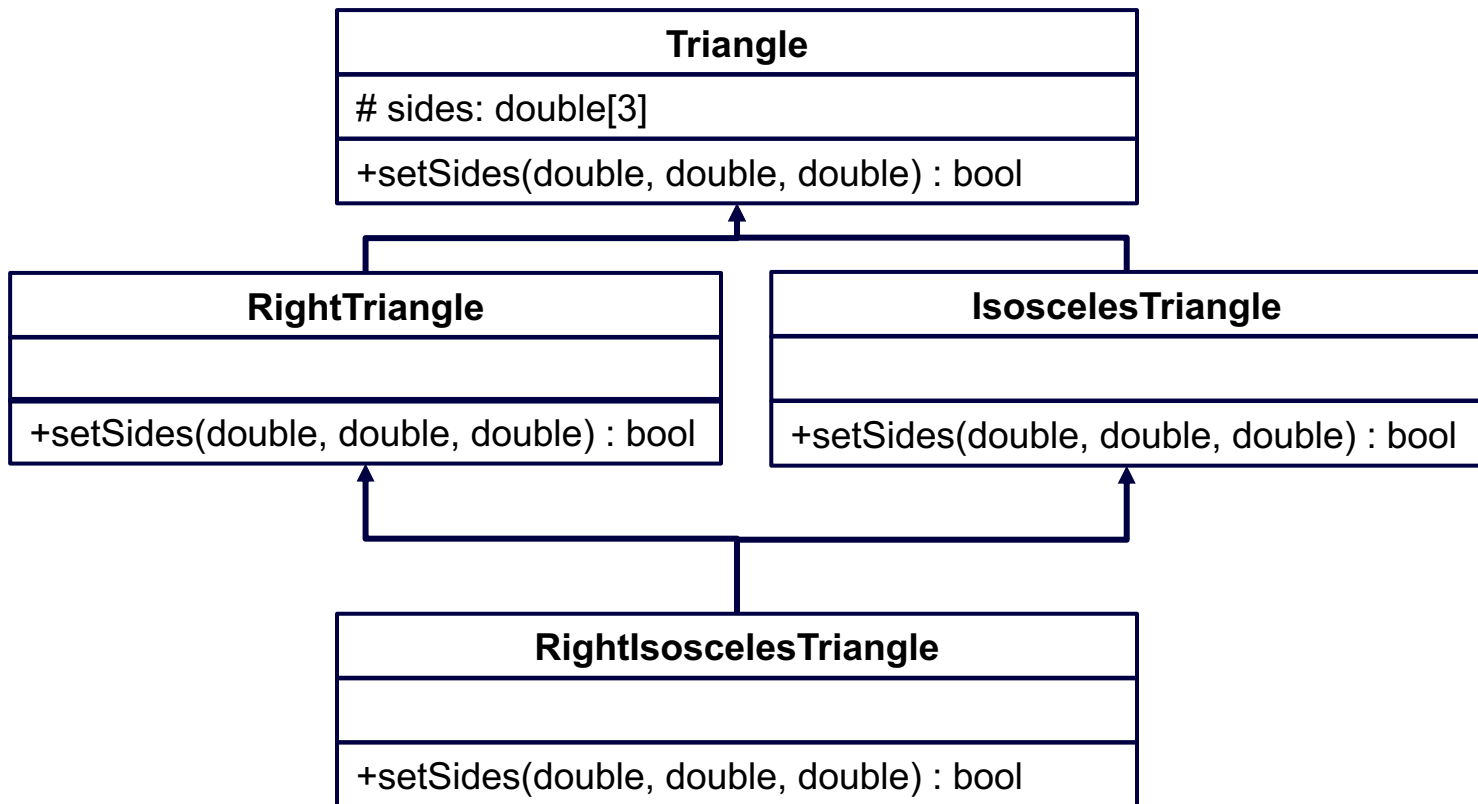 Triangle
# sides: double[3]
+setSides(double, double, double) : bool
RightTriangle
+setSides(double, double, double) : bool
IsoscelesTriangle
+setSides(double, double, double) : bool
RightIsoscelesTriangle
+setSides(double, double, double) : bool